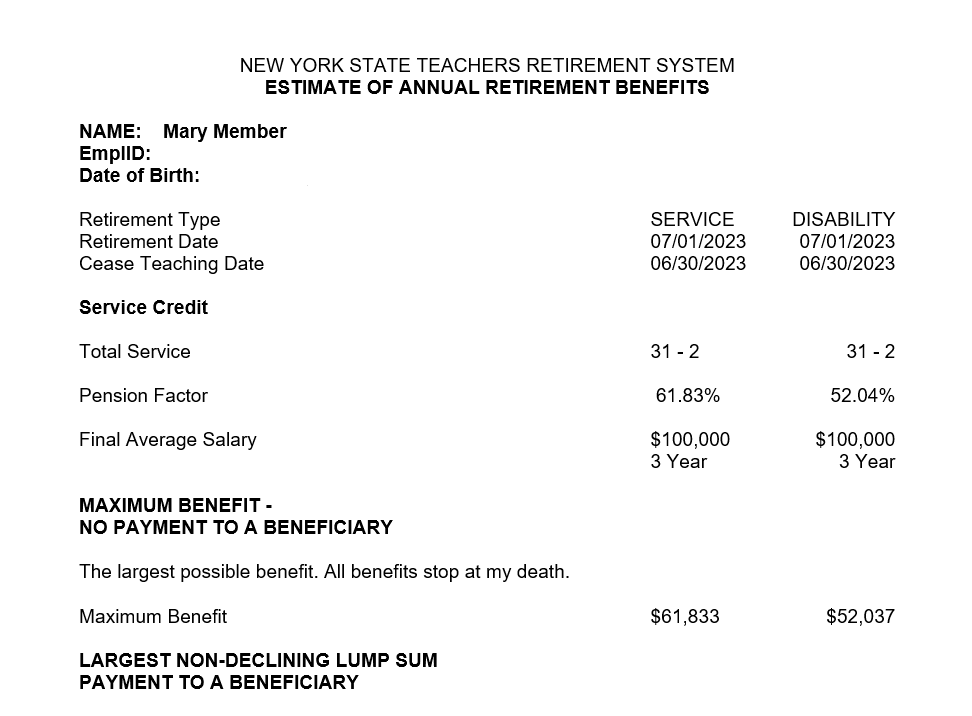 NEW YORK STATE TEACHERS RETIREMENT SYSTEM
ESTIMATE OF ANNUAL RETIREMENT BENEFITS
NAME: Mary Member
EmplID:
Date of Birth:
Retirement Type SERVICE DISABILITY
Retirement Date 07/01/2023 07/01/2023
Cease Teaching Date 06/30/2023 06/30/2023
Service Credit
Total Service 31 - 2 31 - 2
Pension Factor 61.83% 52.04%
Final Average Salary $100,000 $100,000
3 Year 3 Year
MAXIMUM BENEFIT -
NO PAYMENT TO A BENEFICIARY
The largest possible benefit. All benefits stop at my death.
Maximum Benefit $61,833 $52,037
LARGEST NON-DECLINING LUMP SUM
PAYMENT TO A BENEFICIARY